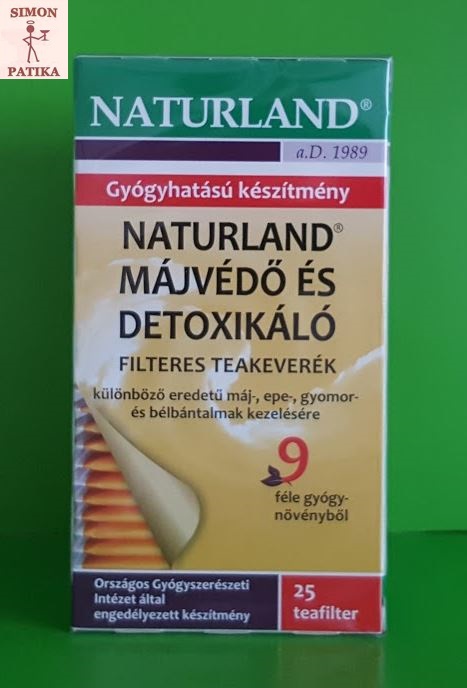 SIMON
PATIKA
NATURLAND®
a.D. 1989
Gyógyhatású készítmény
NATURLAND®
MÁJVÉDŐ ÉS
DETOXIKÁLÓ
FILTERES TEAKEVERÉK
különböző eredetű máj-, epe-, gyomor-
és bélbántalmak kezelésére
9
féle gyógy-
növényből
Országos Gyógyszerészeti
Intézet által
engedélyezett készítmény
25
teafilter